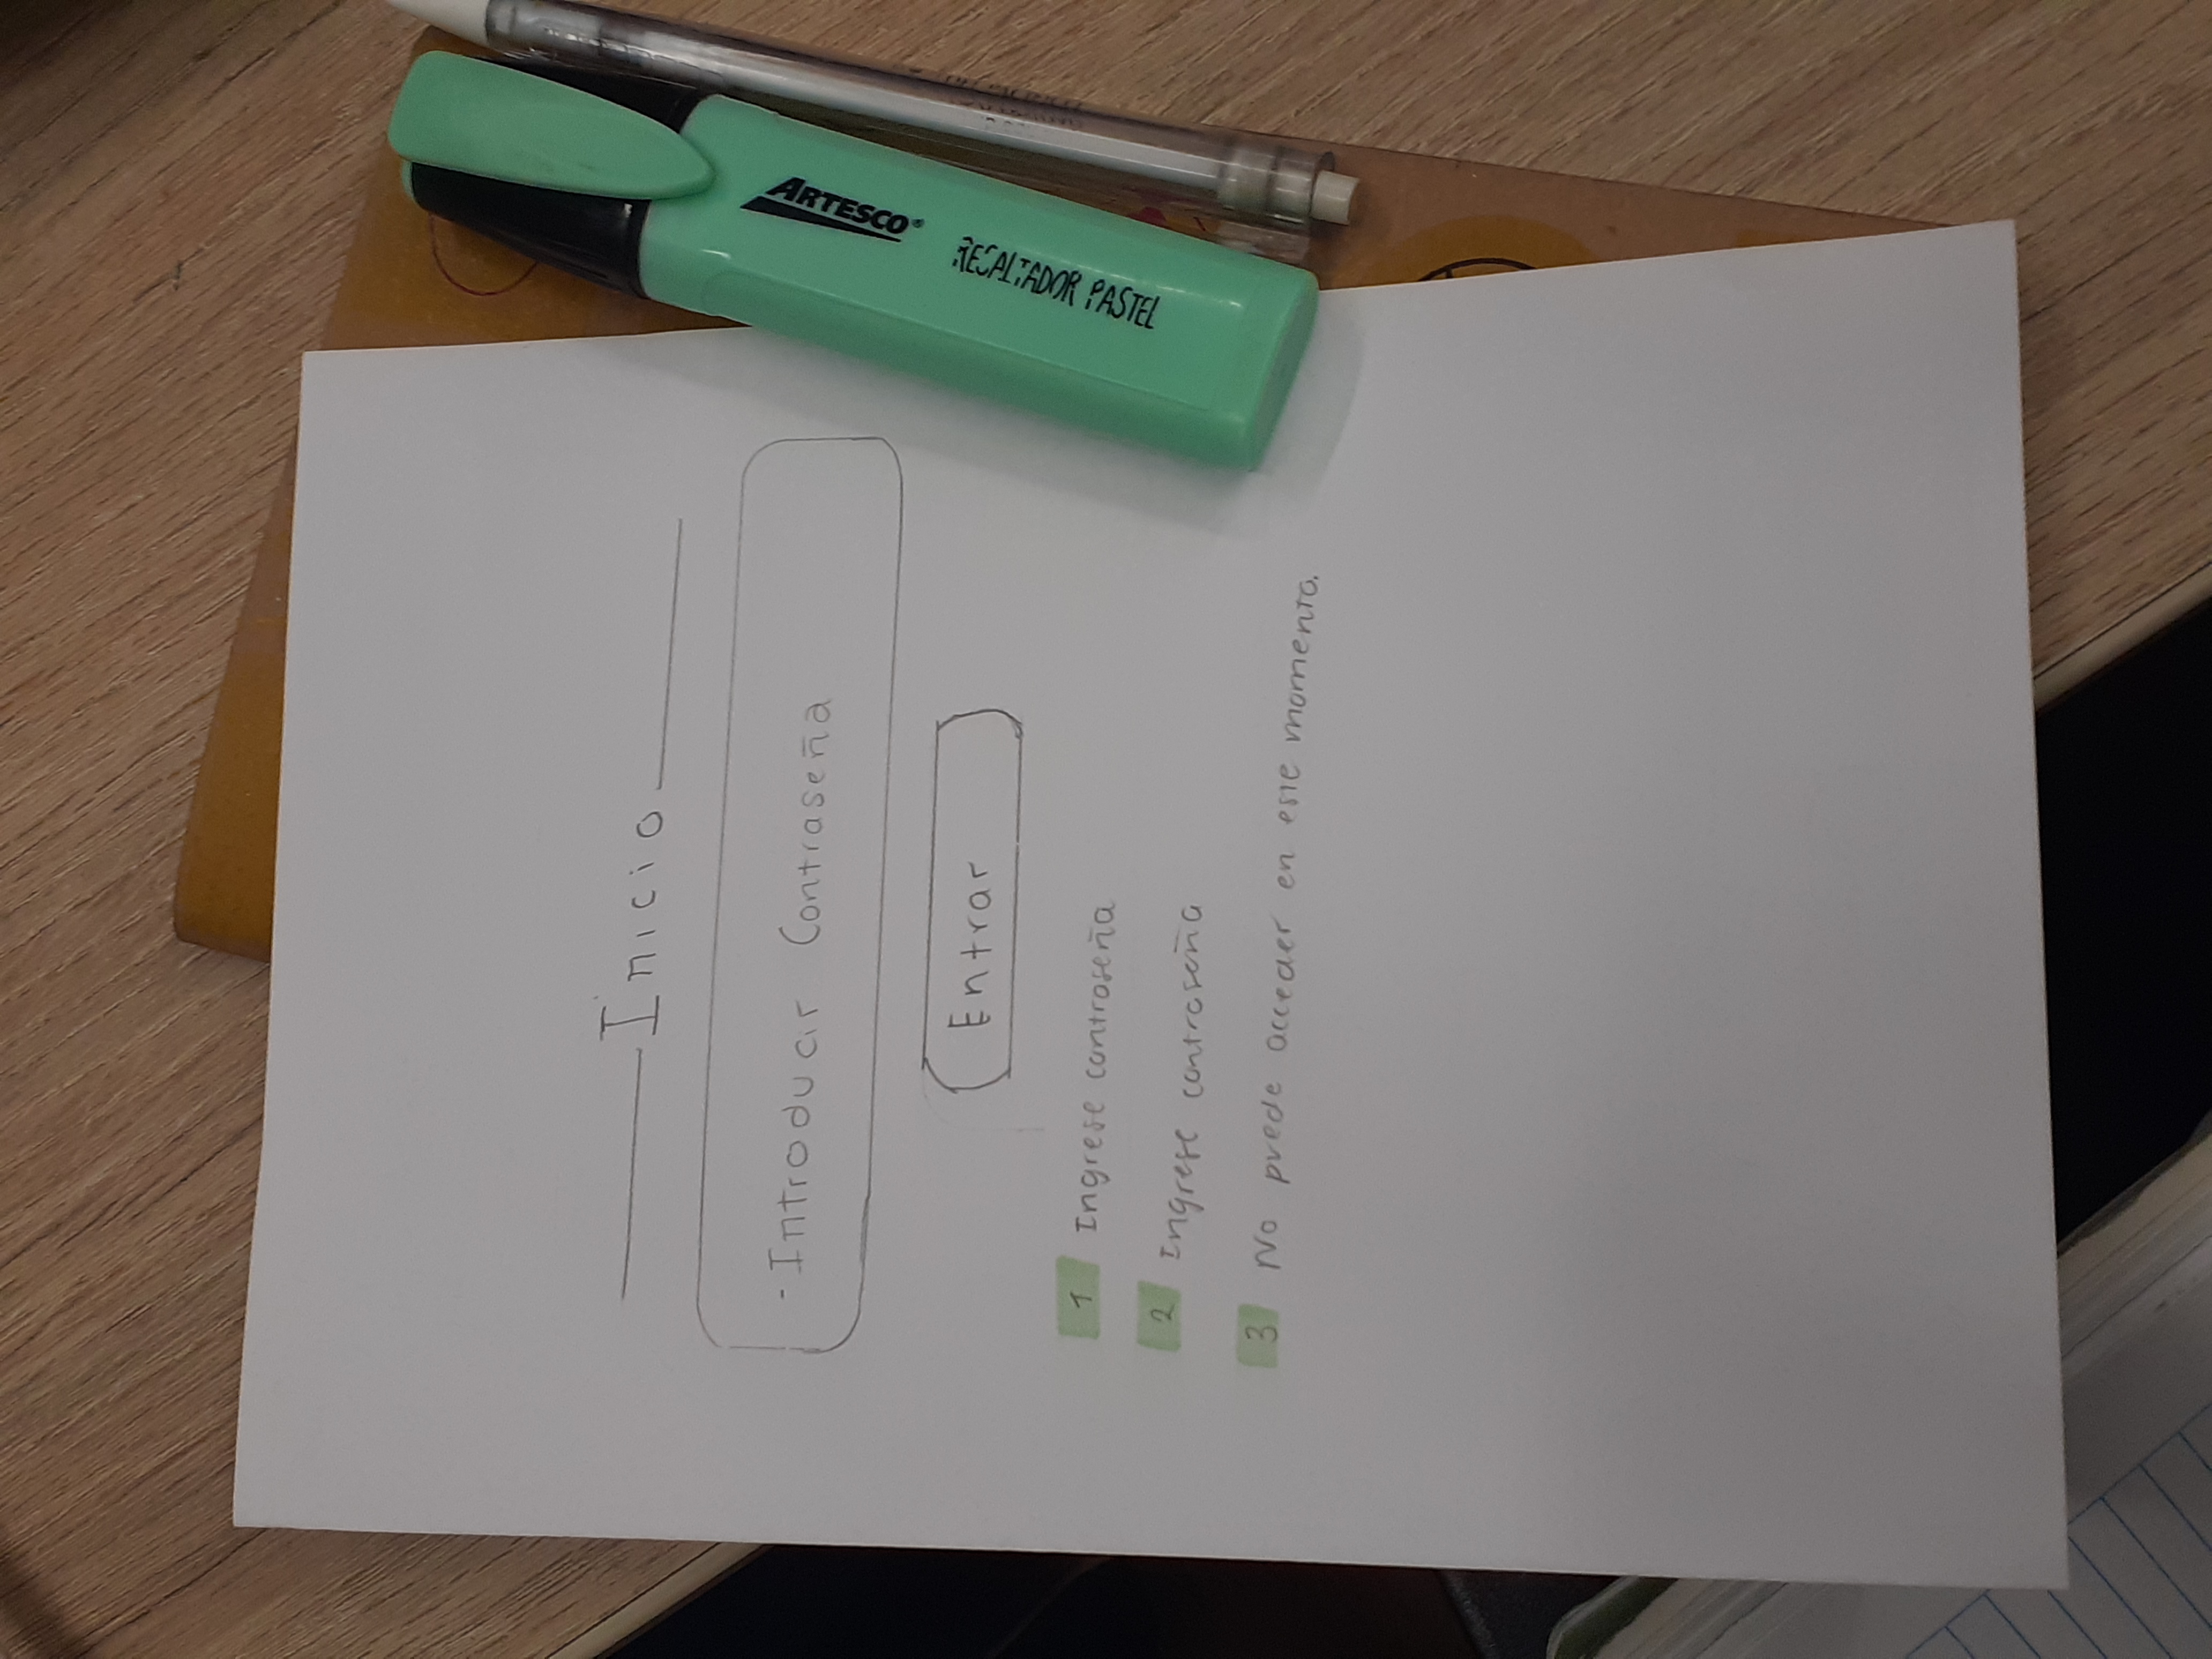 Inicio
- Introducir Contraseña
Entrar
1 Ingrese contraseña
2 Ingrese contraseña
3 No puede acceder en este momento.
ARTESCO®
RESALTADOR PASTEL